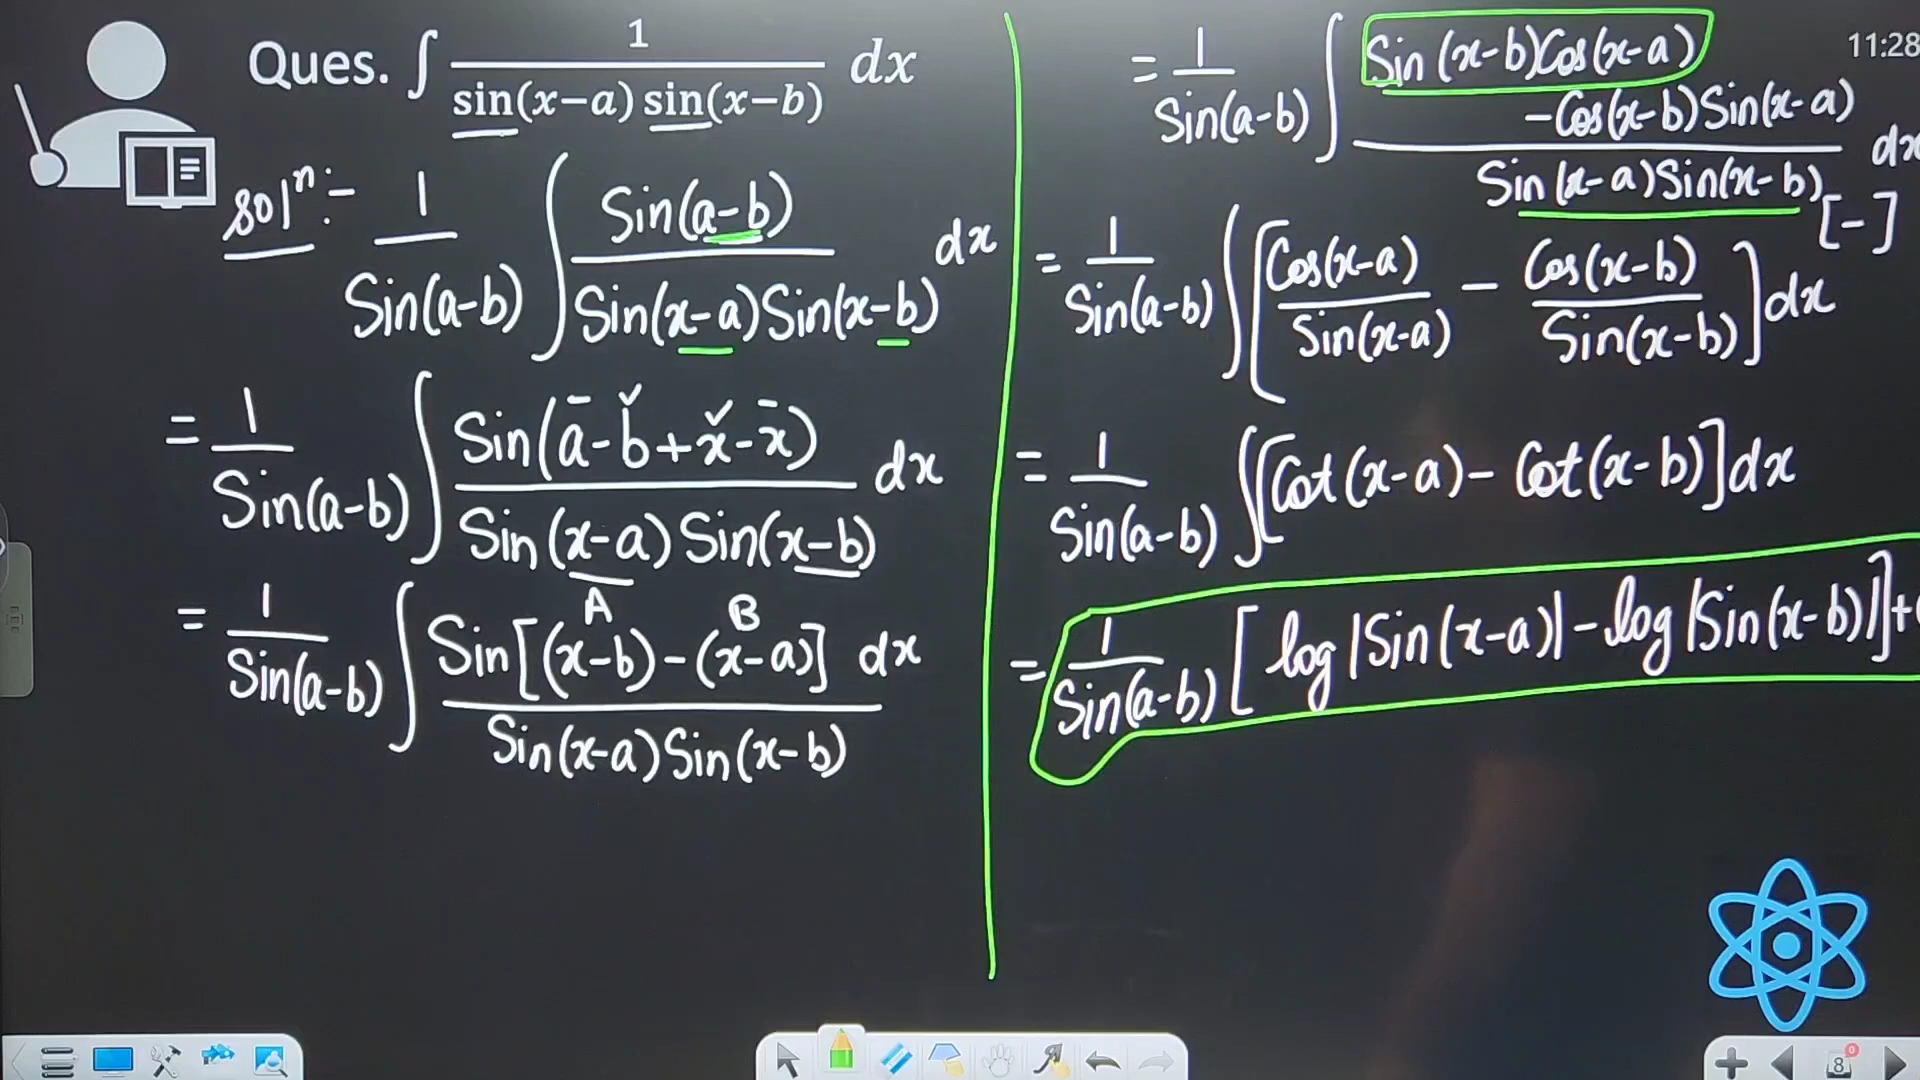 Ques. ∫ 1 / sin(x−a) sin(x−b) dx
Solⁿ:- 1 / Sin(a-b) ∫ Sin(a-b) / Sin(x-a)Sin(x-b) dx
= 1 / Sin(a-b) ∫ Sin(a-b+x-x) / Sin(x-a) Sin(x-b) dx
A B
= 1 / Sin(a-b) ∫ Sin[(x-b)-(x-a)] / Sin(x-a)Sin(x-b) dx
= 1 / Sin(a-b) ∫ Sin(x-b)Cos(x-a) -Cos(x-b)Sin(x-a) / Sin(x-a)Sin(x-b) dx
[-]
= 1 / Sin(a-b) ∫ [Cos(x-a) / Sin(x-a) - Cos(x-b) / Sin(x-b)] dx
= 1 / Sin(a-b) ∫ [Cot(x-a) - Cot(x-b)] dx
= 1 / Sin(a-b) [log|Sin(x-a)| - log|Sin(x-b)|] +
11:28
8
0